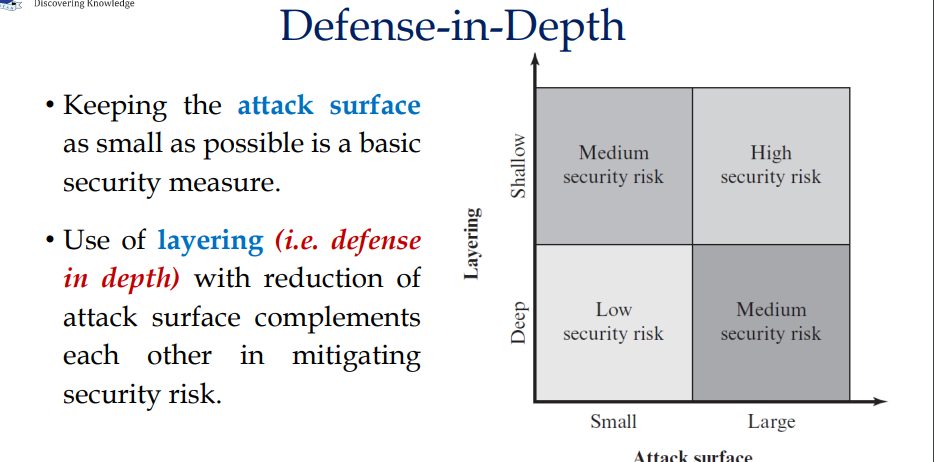 Discovering Knowledge
Defense-in-Depth
• Keeping the attack surface
as small as possible is a basic
security measure.
• Use of layering (i.e. defense
in depth) with reduction of
attack surface complements
each other in mitigating
security risk.
Layering
Shallow
Deep
Medium
security risk
High
security risk
Low
security risk
Medium
security risk
Small
Large
Attack surface